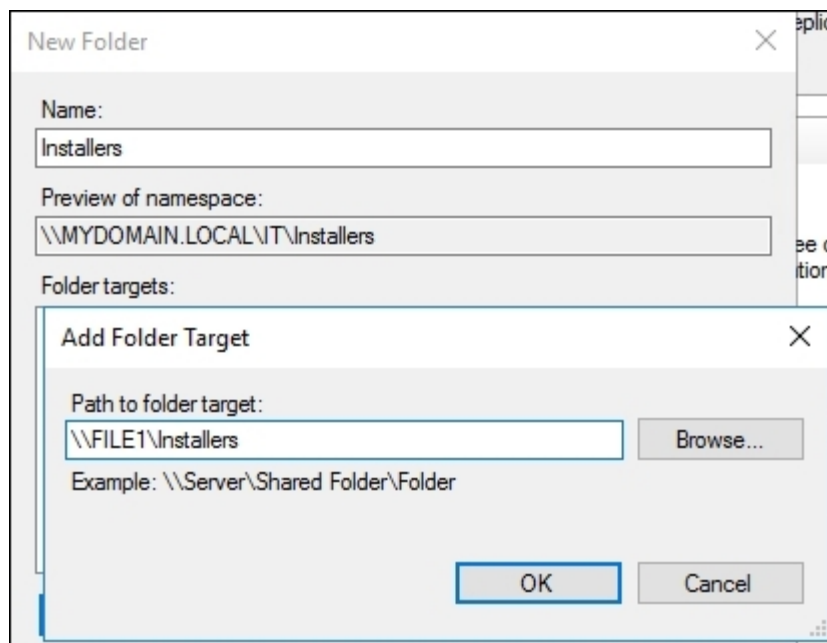 New Folder
Name:
Installers
Preview of namespace:
\\MYDOMAIN.LOCAL\IT\Installers
Folder targets:
Add Folder Target
Path to folder target:
\\FILE1\Installers
Browse...
Example: \\Server\Shared Folder\Folder
OK
Cancel